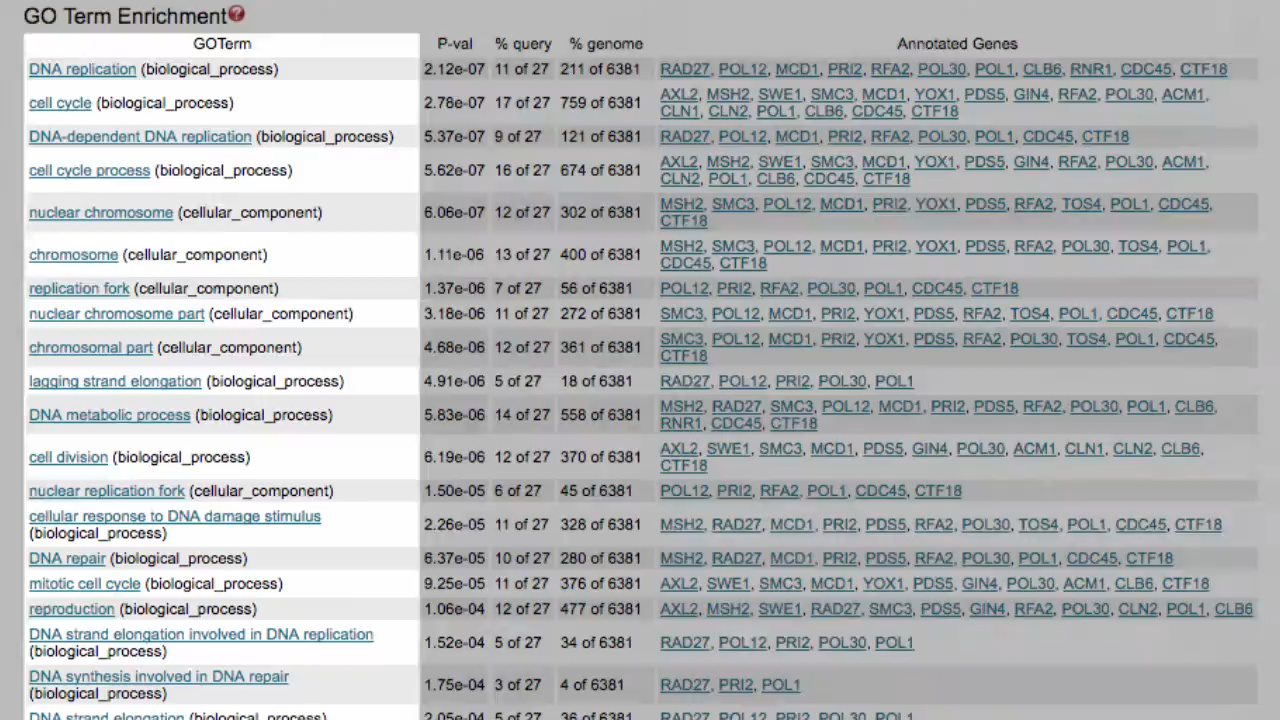 GO Term Enrichment?
GOTerm P-val % query % genome Annotated Genes
DNA replication (biological_process) 2.12e-07 11 of 27 211 of 6381 RAD27, POL12, MCD1, PRI2, RFA2, POL30, POL1, CLB6, RNR1, CDC45, CTF18
cell cycle (biological_process) 2.78e-07 17 of 27 759 of 6381 AXL2, MSH2, SWE1, SMC3, MCD1, YOX1, PDS5, GIN4, RFA2, POL30, ACM1,
CLN1, CLN2, POL1, CLB6, CDC45, CTF18
DNA-dependent DNA replication (biological_process) 5.37e-07 9 of 27 121 of 6381 RAD27, POL12, MCD1, PRI2, RFA2, POL30, POL1, CDC45, CTF18
cell cycle process (biological_process) 5.62e-07 16 of 27 674 of 6381 AXL2, MSH2, SWE1, SMC3, MCD1, YOX1, PDS5, GIN4, RFA2, POL30, ACM1,
CLN2, POL1, CLB6, CDC45, CTF18
nuclear chromosome (cellular_component) 6.06e-07 12 of 27 302 of 6381 MSH2, SMC3, POL12, MCD1, PRI2, YOX1, PDS5, RFA2, TOS4, POL1, CDC45,
CTF18
chromosome (cellular_component) 1.11e-06 13 of 27 400 of 6381 MSH2, SMC3, POL12, MCD1, PRI2, YOX1, PDS5, RFA2, POL30, TOS4, POL1,
CDC45, CTF18
replication fork (cellular_component) 1.37e-06 7 of 27 56 of 6381 POL12, PRI2, RFA2, POL30, POL1, CDC45, CTF18
nuclear chromosome part (cellular_component) 3.18e-06 11 of 27 272 of 6381 SMC3, POL12, MCD1, PRI2, YOX1, PDS5, RFA2, TOS4, POL1, CDC45, CTF18
chromosomal part (cellular_component) 4.68e-06 12 of 27 361 of 6381 SMC3, POL12, MCD1, PRI2, YOX1, PDS5, RFA2, POL30, TOS4, POL1, CDC45,
CTF18
lagging strand elongation (biological_process) 4.91e-06 5 of 27 18 of 6381 RAD27, POL12, PRI2, POL30, POL1
DNA metabolic process (biological_process) 5.83e-06 14 of 27 558 of 6381 MSH2, RAD27, SMC3, POL12, MCD1, PRI2, PDS5, RFA2, POL30, POL1, CLB6,
RNR1, CDC45, CTF18
cell division (biological_process) 6.19e-06 12 of 27 370 of 6381 AXL2, SWE1, SMC3, MCD1, PDS5, GIN4, POL30, ACM1, CLN1, CLN2, CLB6,
CTF18
nuclear replication fork (cellular_component) 1.50e-05 6 of 27 45 of 6381 POL12, PRI2, RFA2, POL1, CDC45, CTF18
cellular response to DNA damage stimulus
(biological_process) 2.26e-05 11 of 27 328 of 6381 MSH2, RAD27, MCD1, PRI2, PDS5, RFA2, POL30, TOS4, POL1, CDC45, CTF18
DNA repair (biological_process) 6.37e-05 10 of 27 280 of 6381 MSH2, RAD27, MCD1, PRI2, PDS5, RFA2, POL30, POL1, CDC45, CTF18
mitotic cell cycle (biological_process) 9.25e-05 11 of 27 376 of 6381 AXL2, SWE1, SMC3, MCD1, YOX1, PDS5, GIN4, POL30, ACM1, CLB6, CTF18
reproduction (biological_process) 1.06e-04 12 of 27 477 of 6381 AXL2, MSH2, SWE1, RAD27, SMC3, PDS5, GIN4, RFA2, POL30, CLN2, POL1, CLB6
DNA strand elongation involved in DNA replication
(biological_process) 1.52e-04 5 of 27 34 of 6381 RAD27, POL12, PRI2, POL30, POL1
DNA synthesis involved in DNA repair
(biological_process) 1.75e-04 3 of 27 4 of 6381 RAD27, PRI2, POL1
DNA strand elongation (biological_process) 2.05e-04 5 of 27 36 of 6381 RAD27, POL12, PRI2, POL30, POL1